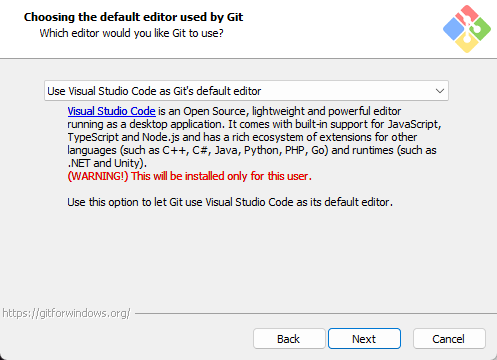 Choosing the default editor used by Git
Which editor would you like Git to use?
Use Visual Studio Code as Git's default editor
Visual Studio Code is an Open Source, lightweight and powerful editor
running as a desktop application. It comes with built-in support for JavaScript,
TypeScript and Node.js and has a rich ecosystem of extensions for other
languages (such as C++, C#, Java, Python, PHP, Go) and runtimes (such as
.NET and Unity).
(WARNING!) This will be installed only for this user.
Use this option to let Git use Visual Studio Code as its default editor.
https://gitforwindows.org/
Back
Next
Cancel